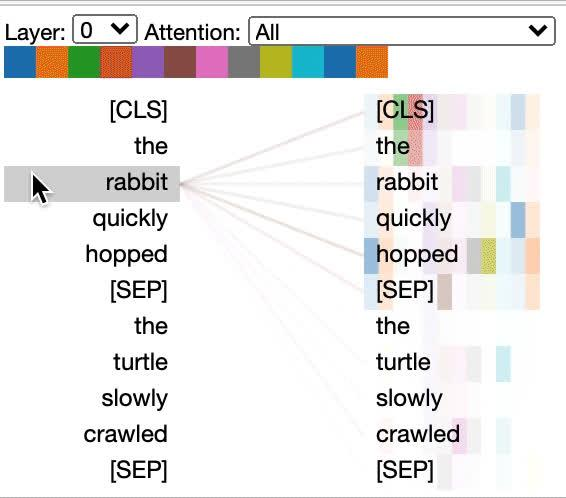 Layer: 0 Attention: All
[CLS] [CLS]
the the
rabbit rabbit
quickly quickly
hopped hopped
[SEP] [SEP]
the the
turtle turtle
slowly slowly
crawled crawled
[SEP] [SEP]